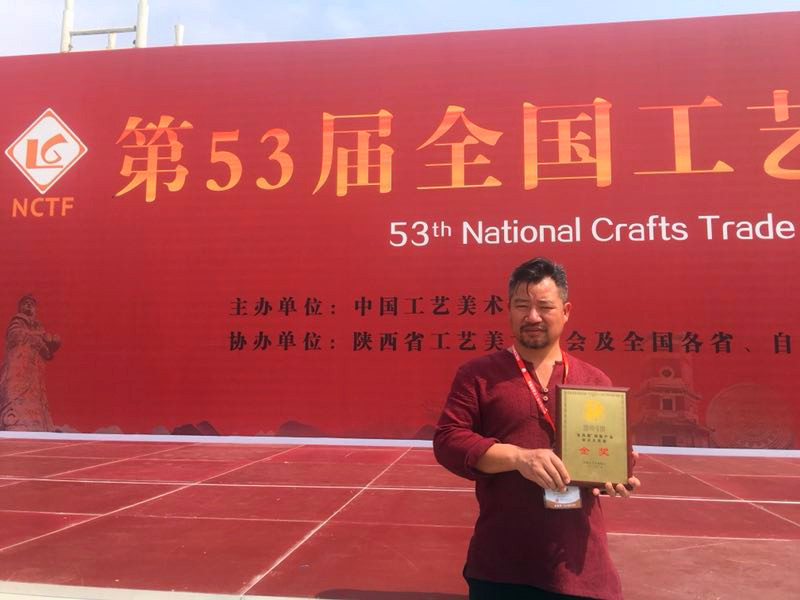 第53届全国工艺
NCTF
53th National Crafts Trade
主办单位：中国工艺美术
协办单位：陕西省工艺美 会及全国各省、自
金奖